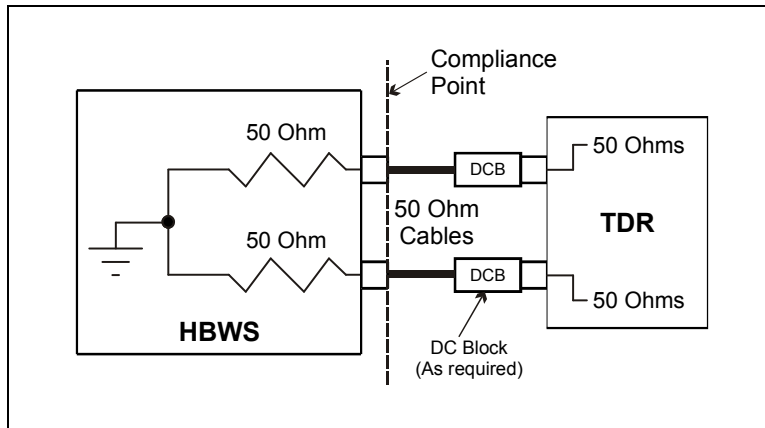 Compliance
Point
50 Ohm
DCB
50 Ohms
TDR
50 Ohm
Cables
50 Ohm
DCB
50 Ohms
HBWS
DC Block
(As required)